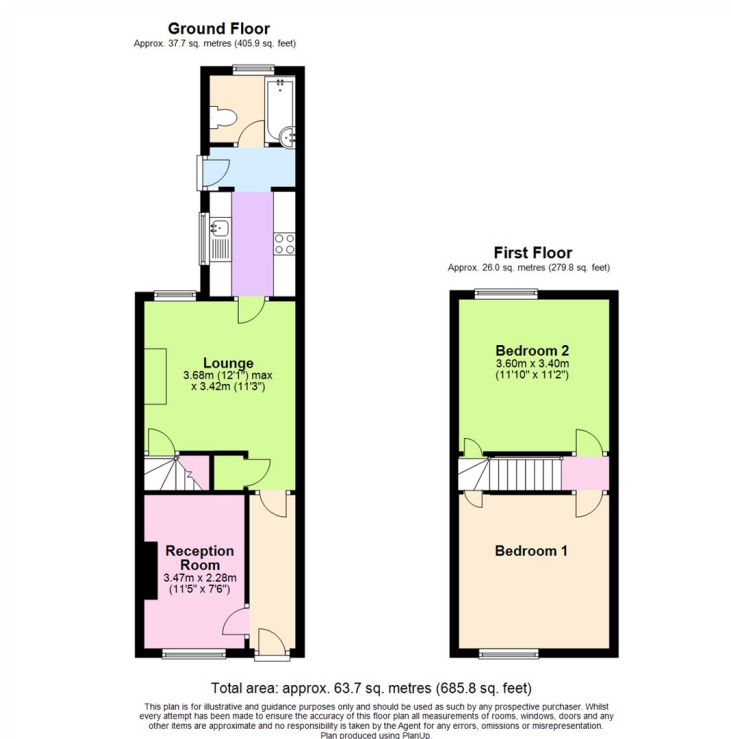 Ground Floor
Approx. 37.7 sq. metres (405.9 sq. feet)
Lounge
3.68m (12'1") max
x 3.42m (11'3")
Reception
Room
3.47m x 2.28m
(11'5" x 7'6")
First Floor
Approx. 26.0 sq. metres (279.8 sq. feet)
Bedroom 2
3.60m x 3.40m
(11'10" x 11'2")
Bedroom 1
Total area: approx. 63.7 sq. metres (685.8 sq. feet)
This plan is for illustrative and guidance purposes only and should be used as such by any prospective purchaser. Whilst
every attempt has been made to ensure the accuracy of this floor plan all measurements of rooms, windows, doors and any
other items are approximate and no responsibility is taken by the Agent for any errors, omissions or misrepresentation.
Plan produced using PlanUp.